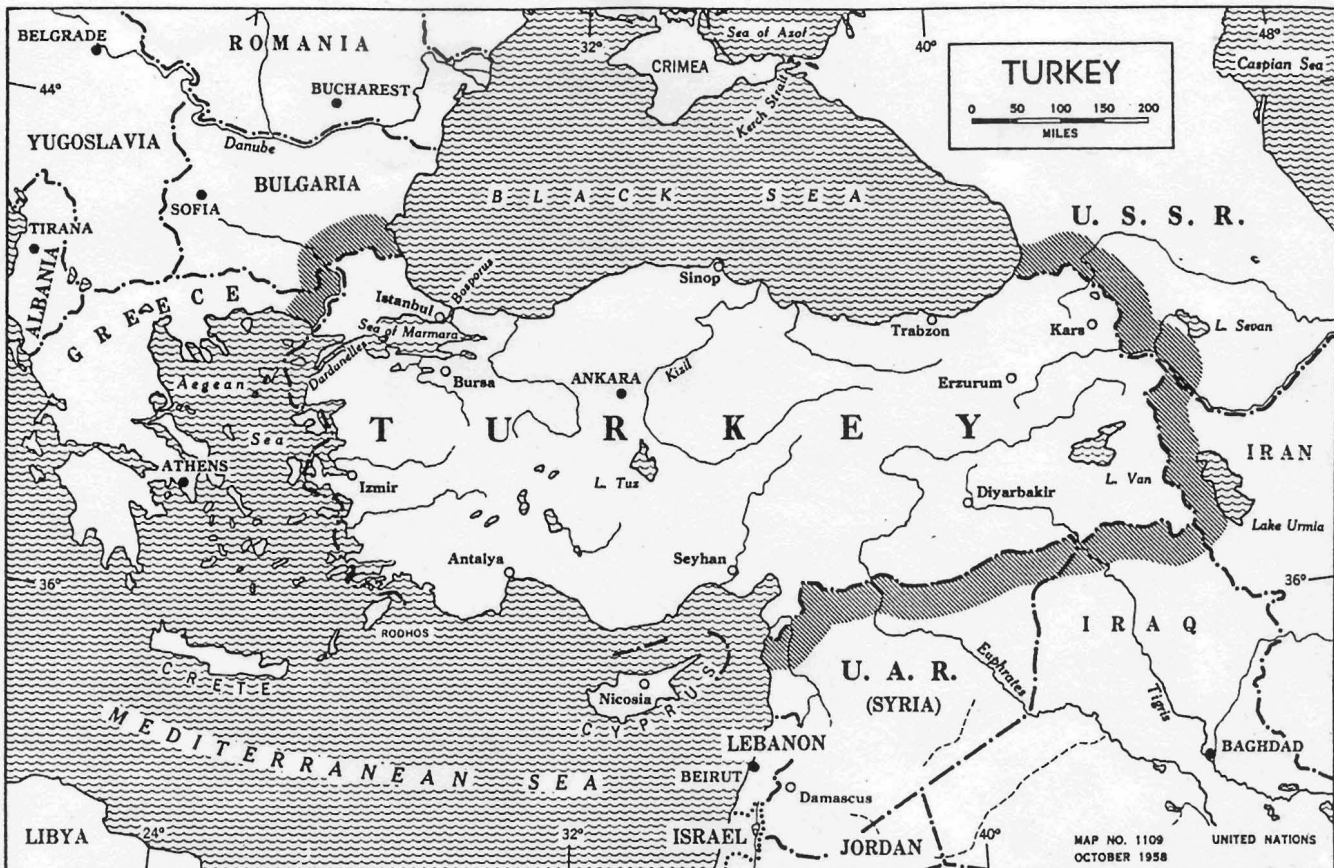 BELGRADE
ROMANIA
32°
Sea of Azof
40°
48°
CRIMEA
Caspian Sea
TURKEY
0 50 100 150 200
MILES
44°
BUCHAREST
Kerch Strait
YUGOSLAVIA
Danube
BULGARIA
BLACK SEA
SOFIA
U. S. S. R.
TIRANA
ALBANIA
GREECE
Sinop
Bosporus
Istanbul
Sea of Marmara
Trabzon
Kars
L. Sevan
Dardanelles
Aegean
Sea
Bursa
ANKARA
Kizil
Erzurum
TURKEY
IRAN
ATHENS
Izmir
L. Tuz
L. Van
Diyarbakir
Lake Urmia
Antalya
Seyhan
36°
36°
RODHOS
IRAQ
CRETE
Nicosia
CYPRUS
U. A. R.
(SYRIA)
Euphrates
Tigris
MEDITERRANEAN SEA
LEBANON
BAGHDAD
BEIRUT
Damascus
LIBYA
24°
32°
ISRAEL
JORDAN
40°
MAP NO. 1109 UNITED NATIONS
OCTOBER 1958